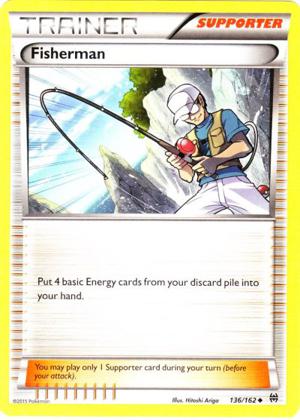 TRAINER SUPPORTER
Fisherman
Put 4 basic Energy cards from your discard pile into
your hand.
You may play only 1 Supporter card during your turn (before
your attack).
©2015 Pokémon Illus. Hitoshi Ariga 136/162